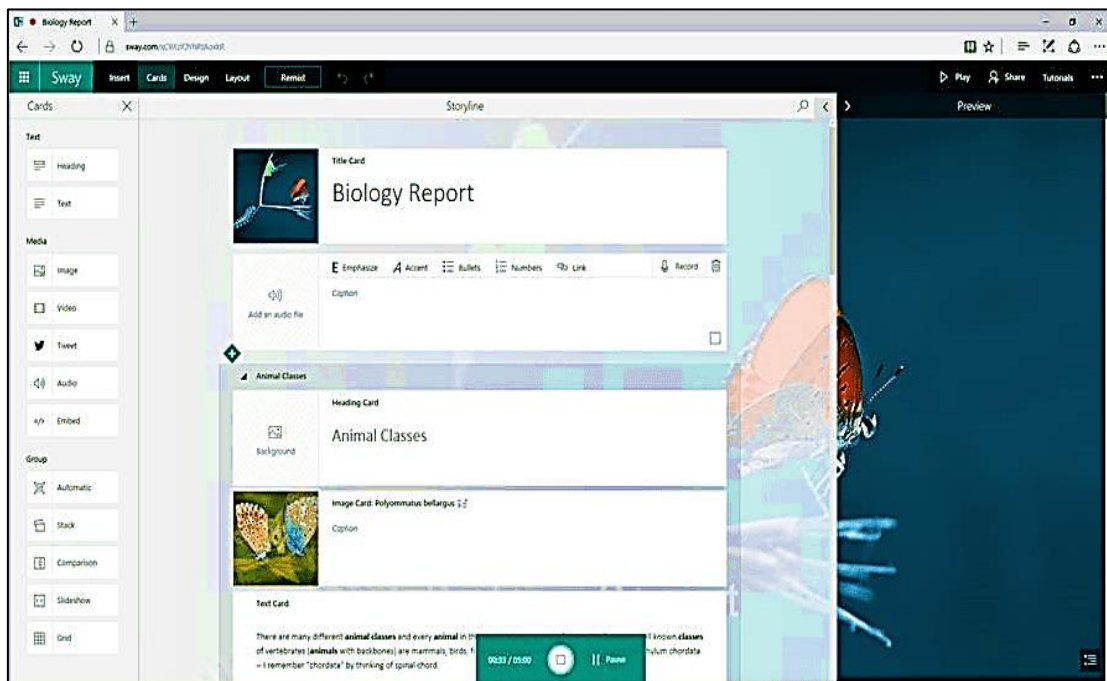 Biology Report
sway.com
Sway Insert Cards Design Layout Remix! Play Share Tutorials
Cards
Storyline
Preview
Text
Heading
Text
Media
Image
Video
Tweet
Audio
Embed
Group
Automatic
Stack
Comparison
Slideshow
Grid
Title Card
Biology Report
E Emphasize A Accent Bullets Numbers Link Record
Add an audio file
Caption
Animal Classes
Heading Card
Background
Animal Classes
Image Card: Polyommatus bellargus
Caption
Text Card
There are many different animal classes and every animal in th known classes
of vertebrates (animals with backbones) are mammals, birds, f hylum chordata
– I remember "chordata" by thinking of spinal chord.
00:33 / 05:00 Pause